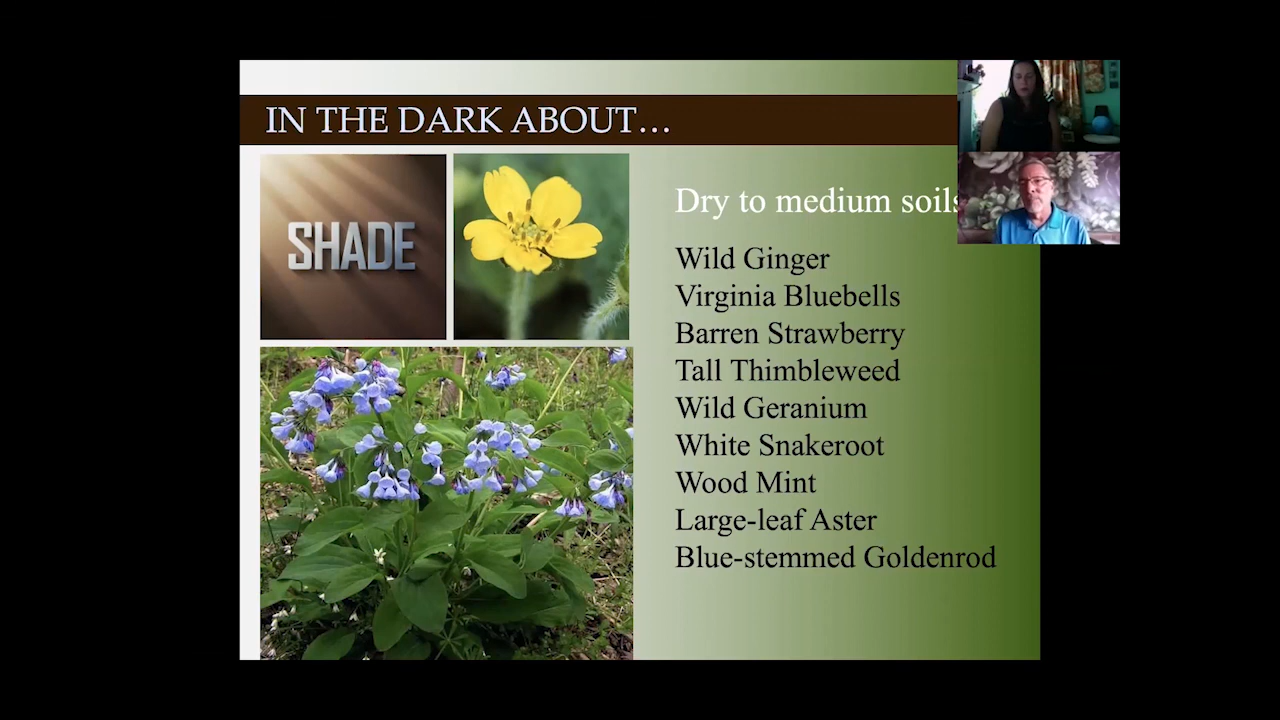 IN THE DARK ABOUT...
SHADE
Dry to medium soils
Wild Ginger
Virginia Bluebells
Barren Strawberry
Tall Thimbleweed
Wild Geranium
White Snakeroot
Wood Mint
Large-leaf Aster
Blue-stemmed Goldenrod